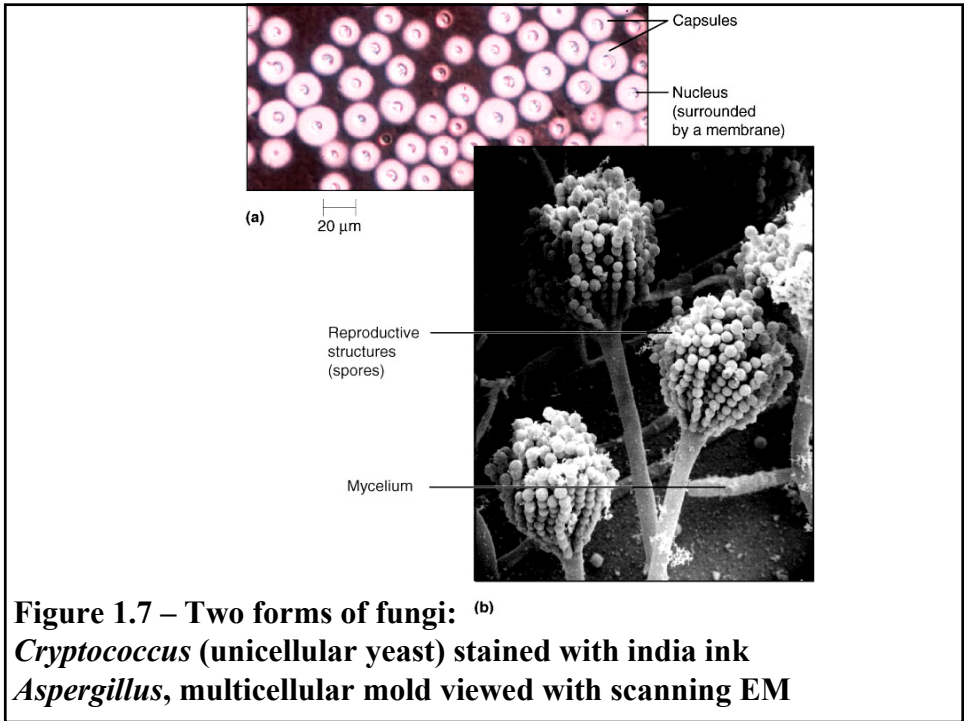 Capsules
Nucleus
(surrounded
by a membrane)
(a)
20 µm
Reproductive
structures
(spores)
Mycelium
(b)
Figure 1.7 – Two forms of fungi:
Cryptococcus (unicellular yeast) stained with india ink
Aspergillus, multicellular mold viewed with scanning EM